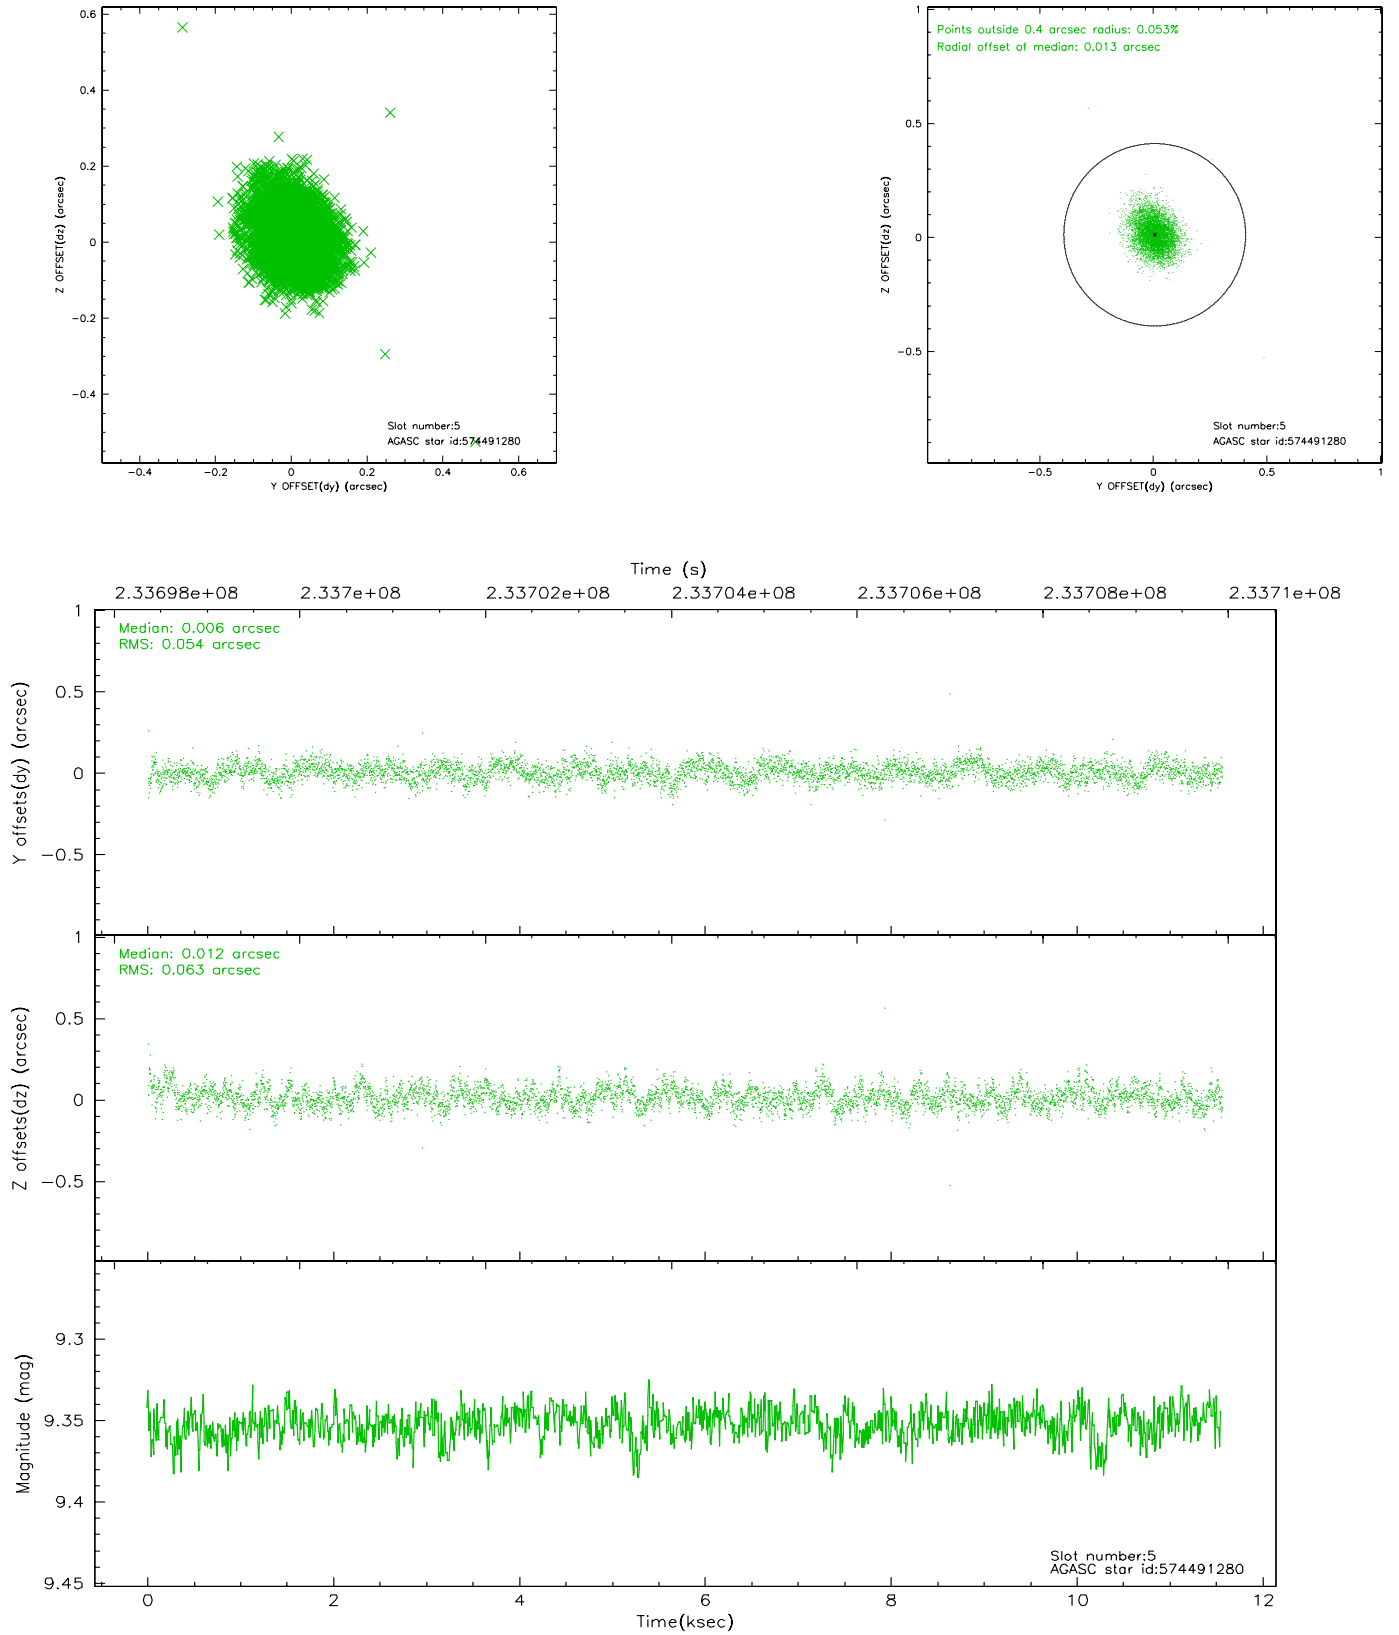 0.6
0.4
0.2
0
−0.2
−0.4
Z OFFSET(dz) (arcsec)
Slot number:5
AGASC star id:574491280
−0.4 −0.2 0 0.2 0.4 0.6
Y OFFSET(dy) (arcsec)
Points outside 0.4 arcsec radius: 0.053%
Radial offset of median: 0.013 arcsec
1
0.5
0
−0.5
Z OFFSET(dz) (arcsec)
Slot number:5
AGASC star id:574491280
−0.5 0 0.5 1
Y OFFSET(dy) (arcsec)
Time (s)
2.33698e+08 2.337e+08 2.33702e+08 2.33704e+08 2.33706e+08 2.33708e+08 2.3371e+08
Median: 0.006 arcsec
RMS: 0.054 arcsec
1
0.5
0
−0.5
Y offsets(dy) (arcsec)
Median: 0.012 arcsec
RMS: 0.063 arcsec
1
0.5
0
−0.5
Z offsets(dz) (arcsec)
9.3
9.35
9.4
9.45
Magnitude (mag)
Slot number:5
AGASC star id:574491280
0 2 4 6 8 10 12
Time(ksec)